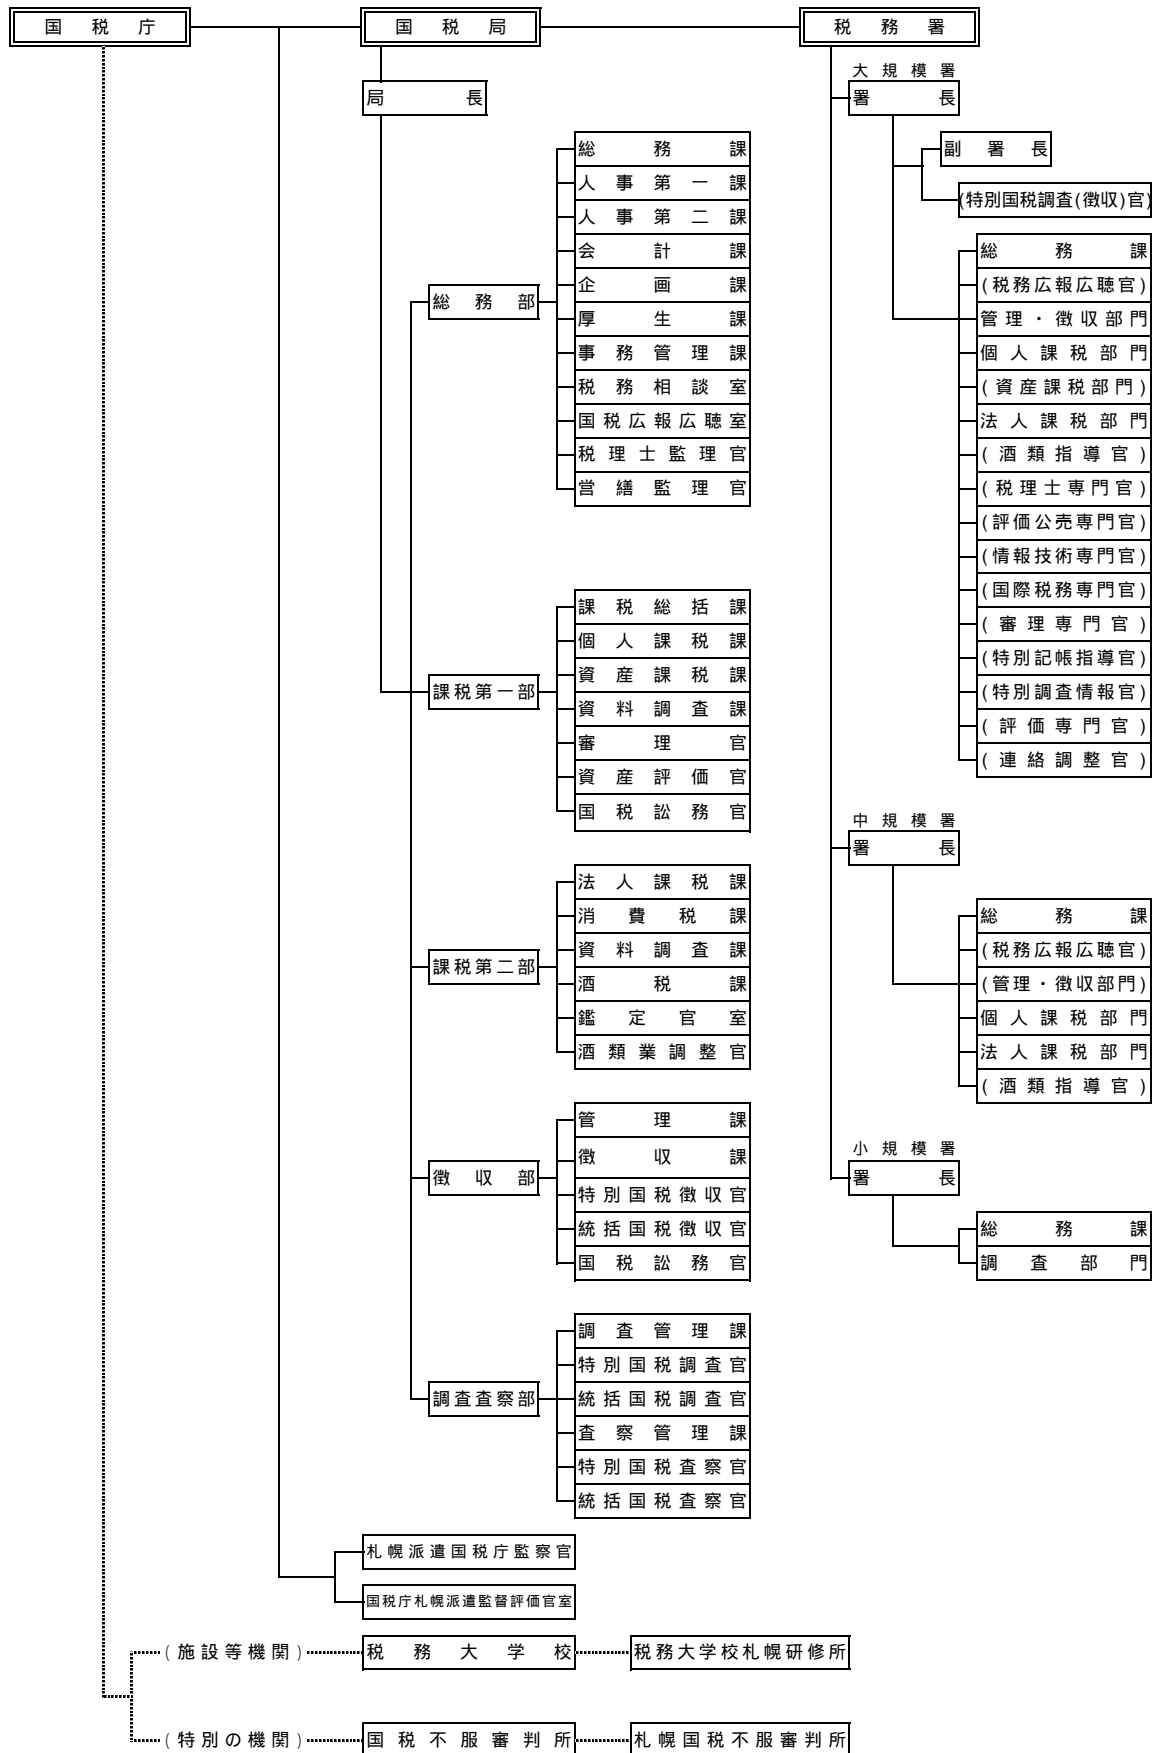 国税庁
国税局
税務署
局長
総務部
総務課
人事第一課
人事第二課
会計課
企画課
厚生課
事務管理課
税務相談室
国税広報広聴室
税理士監理官
営繕監理官
課税第一部
課税総括課
個人課税課
資産課税課
資料調査課
審理官
資産評価官
国税訟務官
課税第二部
法人課税課
消費税課
資料調査課
酒税課
鑑定官室
酒類業調整官
徴収部
管理課
徴収課
特別国税徴収官
統括国税徴収官
国税訟務官
調査査察部
調査管理課
特別国税調査官
統括国税調査官
査察管理課
特別国税査察官
統括国税査察官
大規模署
署長
副署長
(特別国税調査(徴収)官)
総務課
(税務広報広聴官)
管理・徴収部門
個人課税部門
(資産課税部門)
法人課税部門
(酒類指導官)
(税理士専門官)
(評価公売専門官)
(情報技術専門官)
(国際税務専門官)
(審理専門官)
(特別記帳指導官)
(特別調査情報官)
(評価専門官)
(連絡調整官)
中規模署
署長
総務課
(税務広報広聴官)
(管理・徴収部門)
個人課税部門
法人課税部門
(酒類指導官)
小規模署
署長
総務課
調査部門
札幌派遣国税庁監察官
国税庁札幌派遣監督評価官室
(施設等機関)
税務大学校
税務大学校札幌研修所
(特別の機関)
国税不服審判所
札幌国税不服審判所